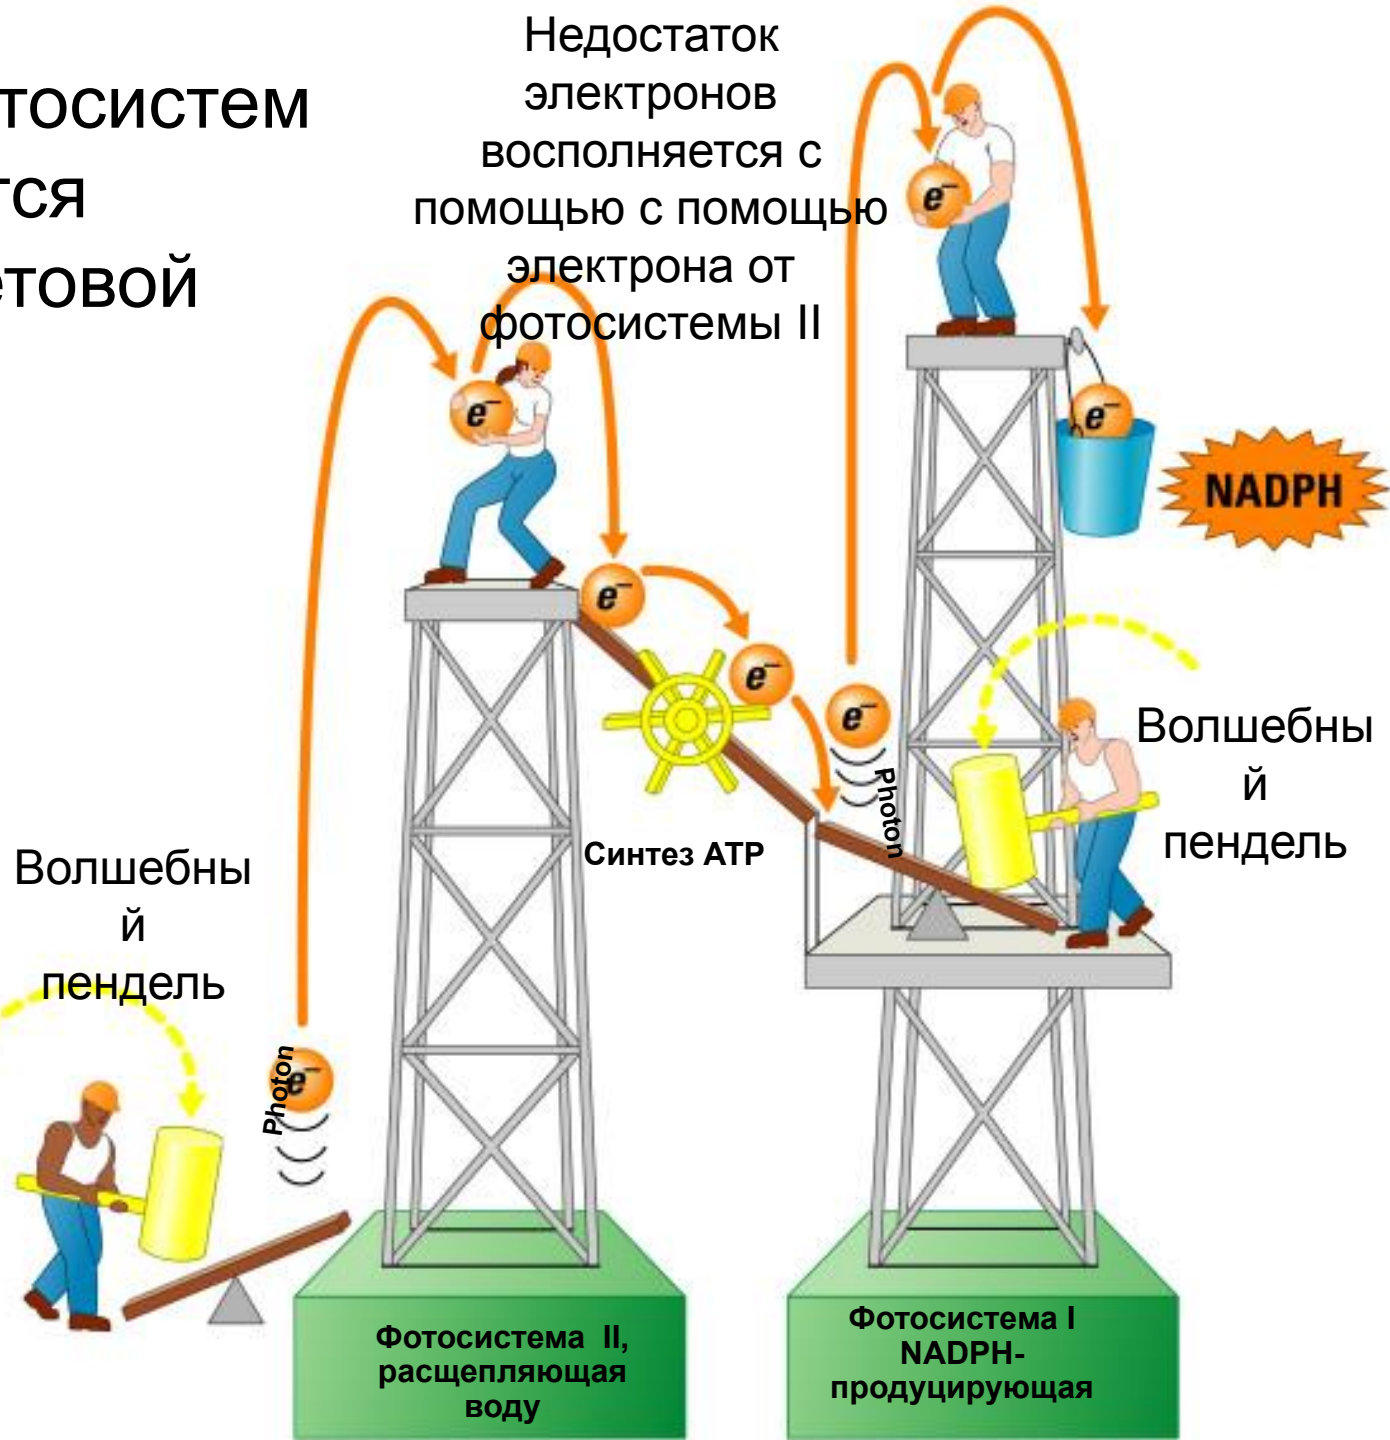 тосистем
тся
етовой
Недостаток
электронов
восполняется с
помощью с помощью
электрона от
фотосистемы II
e⁻
e⁻
e⁻
e⁻
NADPH
e⁻
e⁻
e⁻
Photon
Волшебны
й
пендель
Синтез АТР
Волшебны
й
пендель
e⁻
Photon
Фотосистема II,
расщепляющая
воду
Фотосистема I
NADPH-
продуцирующая